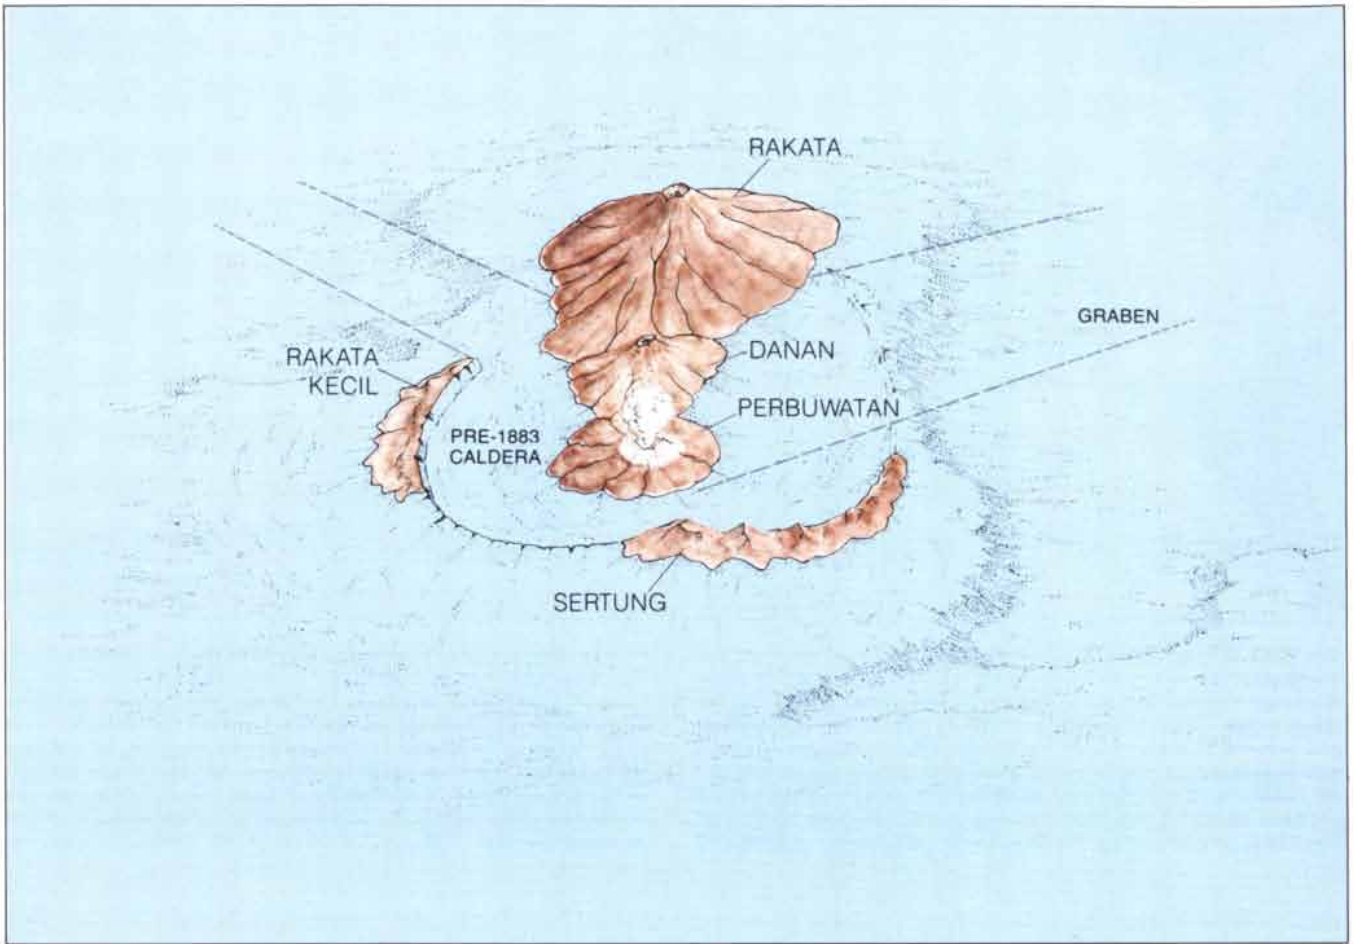 RAKATA
GRABEN
RAKATA
KECIL
DANAN
PERBUWATAN
PRE-1883
CALDERA
SERTUNG